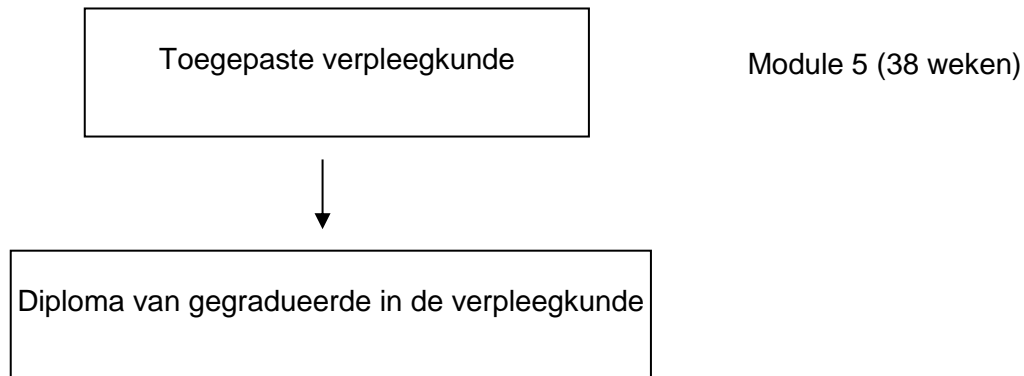 Toegepaste verpleegkunde
Module 5 (38 weken)
Diploma van gegradueerde in de verpleegkunde